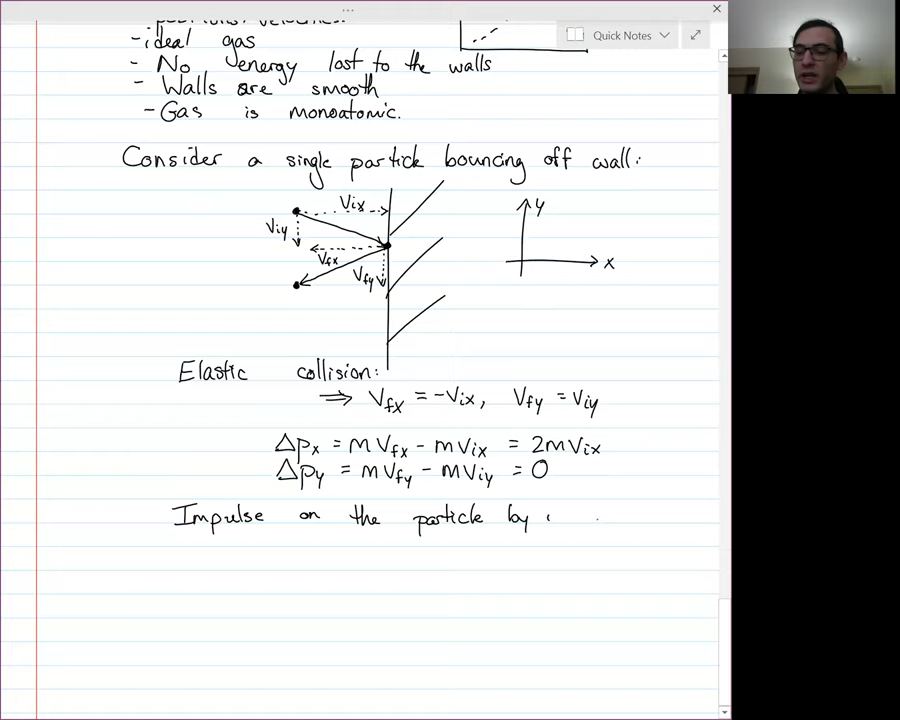 -ideal gas
Quick Notes
- No energy lost to the walls
- Walls are smooth
- Gas is monoatomic.
Consider a single particle bouncing off wall:
Vix
Viy
Vfx
Vfy
y
x
Elastic collision:
⇒ Vfx = -Vix, Vfy = Viy
Δpx = mVfx - mVix = 2mVix
Δpy = mVfy - mViy = 0
Impulse on the particle by